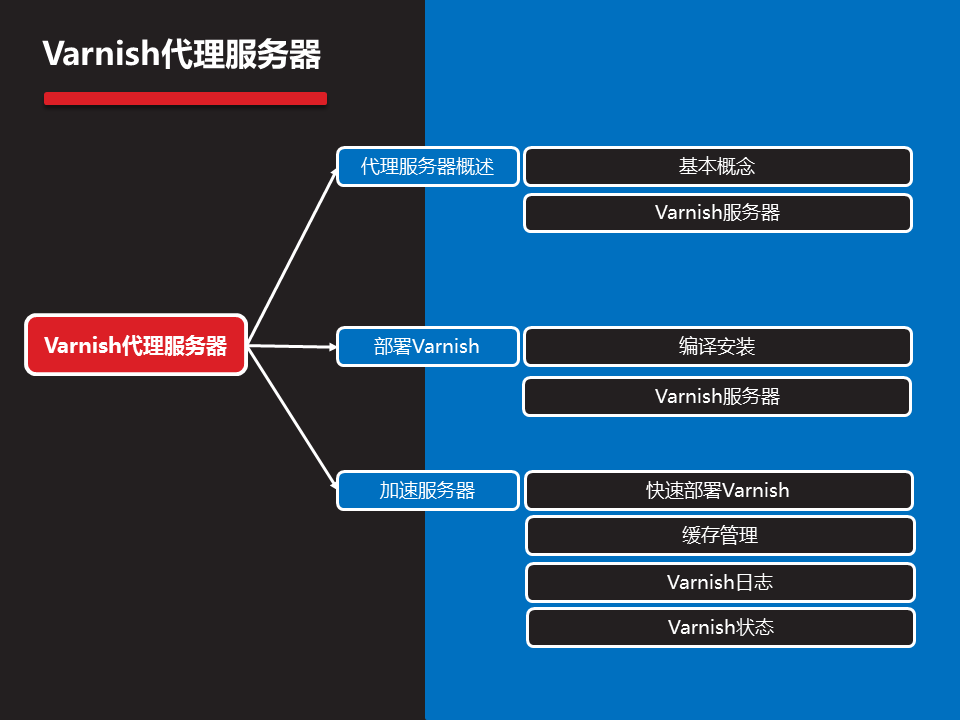 Varnish代理服务器
代理服务器概述
基本概念
Varnish服务器
Varnish代理服务器
部署Varnish
编译安装
Varnish服务器
加速服务器
快速部署Varnish
缓存管理
Varnish日志
Varnish状态